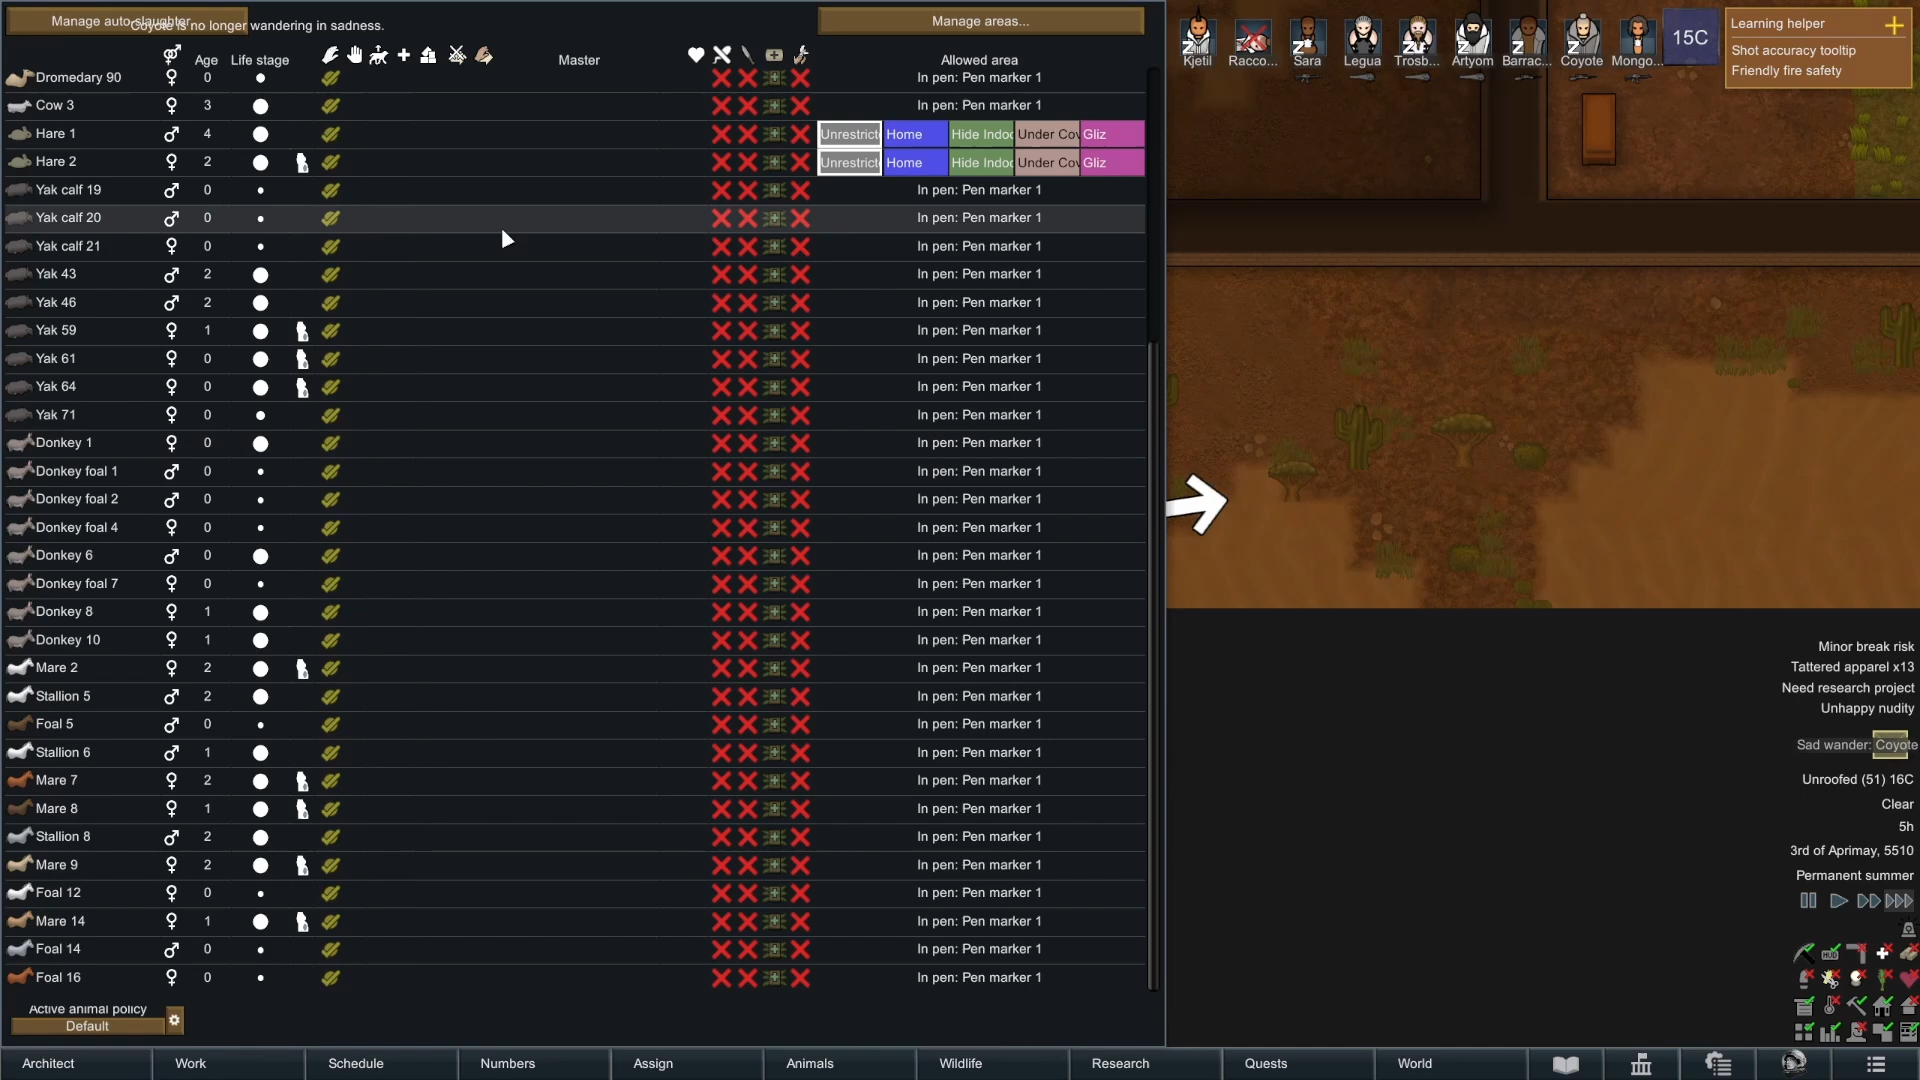 Manage auto-slaughter
Coyote is no longer wandering in sadness.
Manage areas...
Age Life stage Master Allowed area
Dromedary 90 0 In pen: Pen marker 1
Cow 3 3 In pen: Pen marker 1
Hare 1 4 Unrestrict Home Hide Indoo Under Cov Gliz
Hare 2 2 Unrestrict Home Hide Indoo Under Cov Gliz
Yak calf 19 0 In pen: Pen marker 1
Yak calf 20 0 In pen: Pen marker 1
Yak calf 21 0 In pen: Pen marker 1
Yak 43 2 In pen: Pen marker 1
Yak 46 2 In pen: Pen marker 1
Yak 59 1 In pen: Pen marker 1
Yak 61 0 In pen: Pen marker 1
Yak 64 0 In pen: Pen marker 1
Yak 71 0 In pen: Pen marker 1
Donkey 1 0 In pen: Pen marker 1
Donkey foal 1 0 In pen: Pen marker 1
Donkey foal 2 0 In pen: Pen marker 1
Donkey foal 4 0 In pen: Pen marker 1
Donkey 6 0 In pen: Pen marker 1
Donkey foal 7 0 In pen: Pen marker 1
Donkey 8 1 In pen: Pen marker 1
Donkey 10 1 In pen: Pen marker 1
Mare 2 2 In pen: Pen marker 1
Stallion 5 2 In pen: Pen marker 1
Foal 5 0 In pen: Pen marker 1
Stallion 6 1 In pen: Pen marker 1
Mare 7 2 In pen: Pen marker 1
Mare 8 1 In pen: Pen marker 1
Stallion 8 2 In pen: Pen marker 1
Mare 9 2 In pen: Pen marker 1
Foal 12 0 In pen: Pen marker 1
Mare 14 1 In pen: Pen marker 1
Foal 14 0 In pen: Pen marker 1
Foal 16 0 In pen: Pen marker 1
Active animal policy
Default
Kjetil Racco... Sara Legua Trosb... Artyom Barrac... Coyote Mongo...
15C
Learning helper
Shot accuracy tooltip
Friendly fire safety
Minor break risk
Tattered apparel x13
Need research project
Unhappy nudity
Sad wander: Coyote
Unroofed (51) 16C
Clear
5h
3rd of Aprimay, 5510
Permanent summer
HUD
Architect Work Schedule Numbers Assign Animals Wildlife Research Quests World